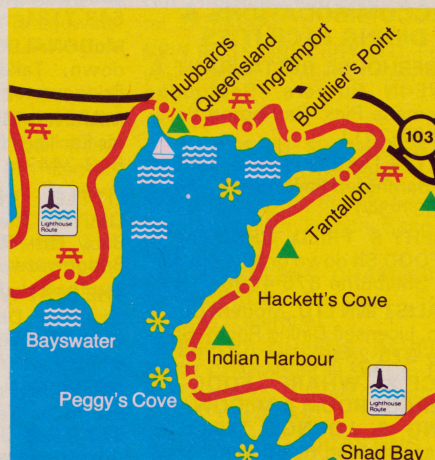 Hubbards
Queensland
Ingramport
Boutilier's Point
103
Tantallon
Lighthouse
Route
Hackett's Cove
Bayswater
Indian Harbour
Peggy's Cove
Lighthouse
Route
Shad Bay